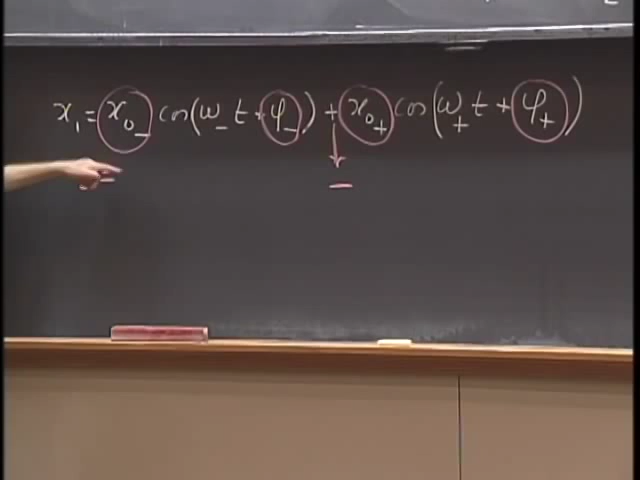 x₁ = x₀₋ cos(ω₋ t + φ₋) + x₀₊ cos(ω₊ t + φ₊)
↓
−